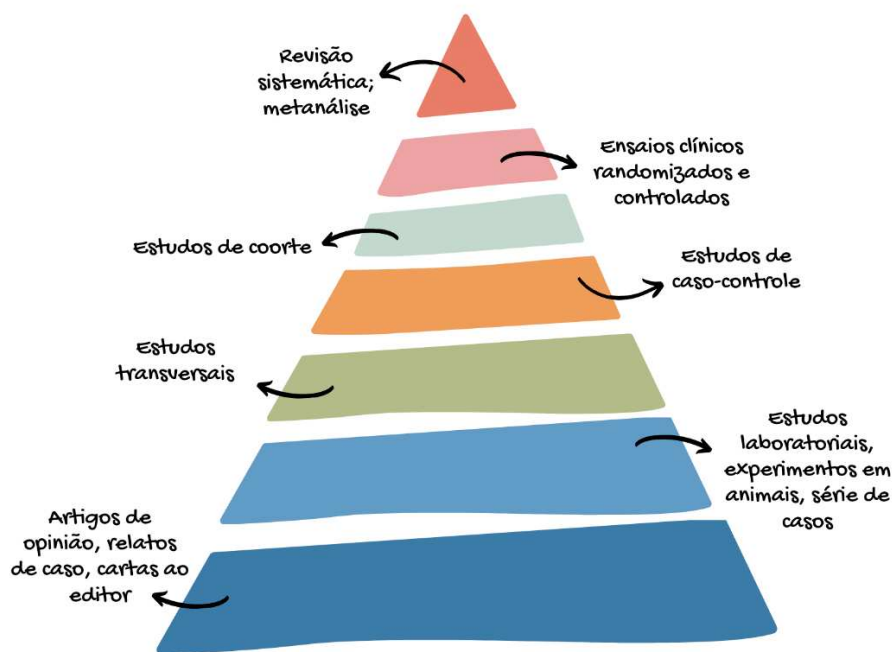 Revisão
sistemática;
metanálise
Ensaios clínicos
randomizados e
controlados
Estudos de coorte
Estudos de
caso-controle
Estudos
transversais
Estudos
laboratoriais,
experimentos em
animais, série de
casos
Artigos de
opinião, relatos
de caso, cartas ao
editor